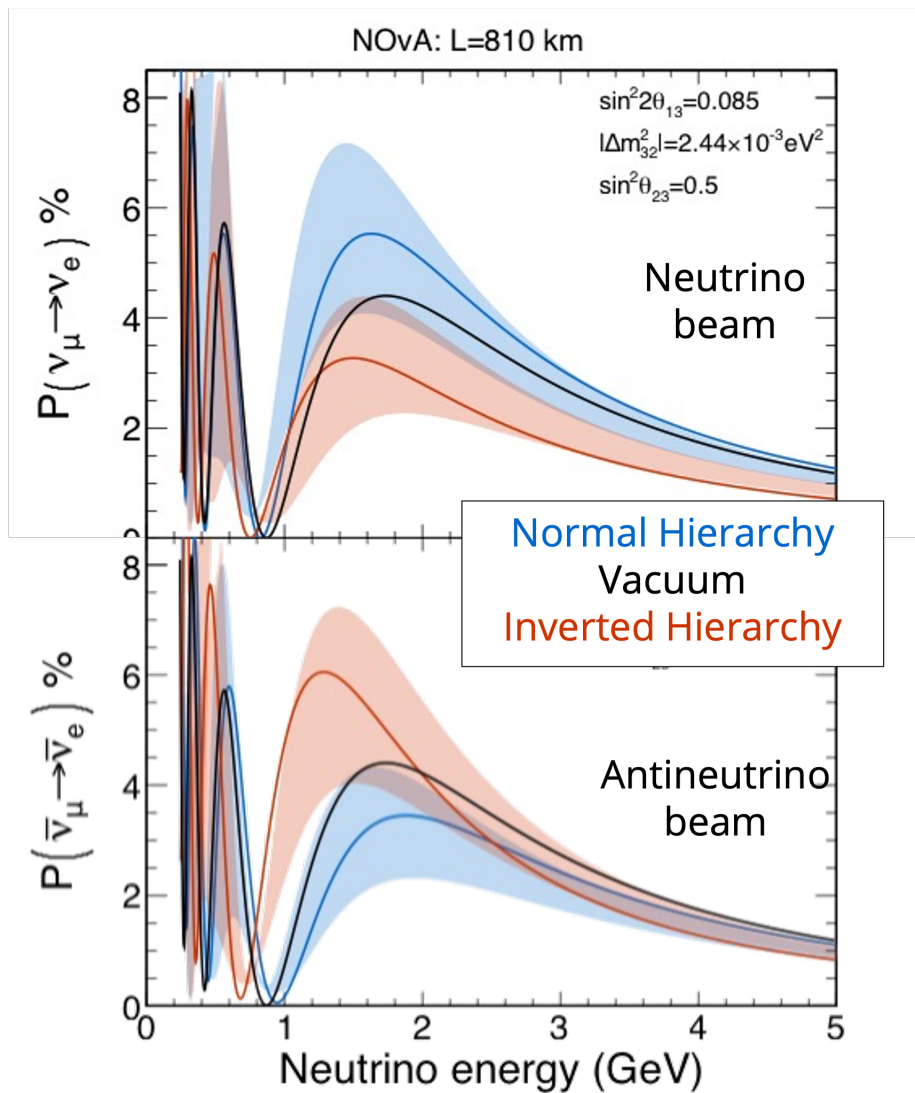 NOvA: L=810 km
8
6
4
2
0
P(νμ→νe) %
sin²2θ₁₃=0.085
|Δm²₃₂|=2.44×10⁻³eV²
sin²θ₂₃=0.5
Neutrino
beam
Normal Hierarchy
Vacuum
Inverted Hierarchy
8
6
4
2
0
P(ν̄μ→ν̄e) %
Antineutrino
beam
0 1 2 3 4 5
Neutrino energy (GeV)